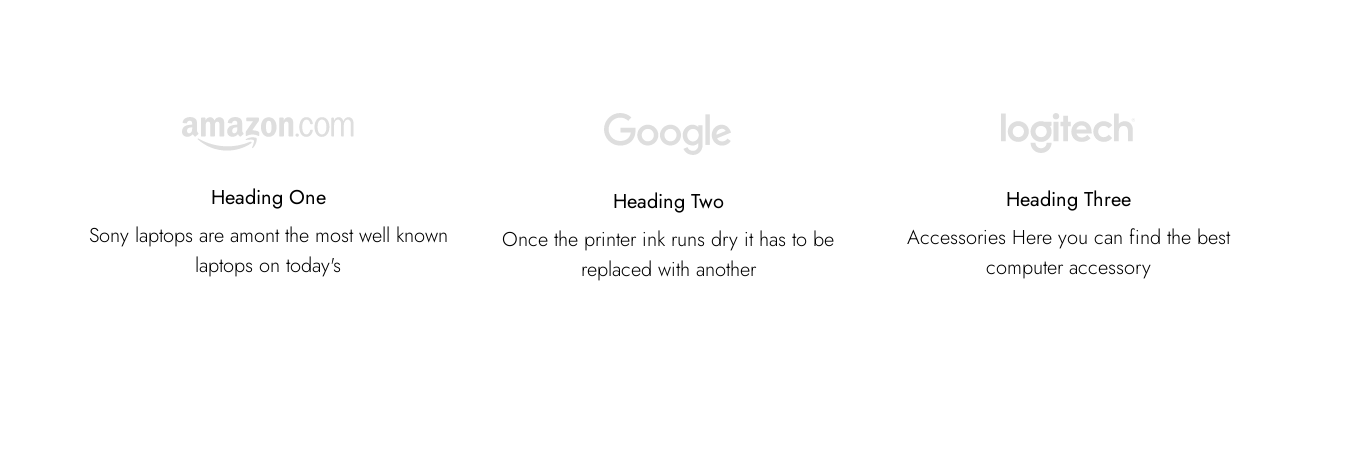 amazon.com
Google
logitech
Heading One
Sony laptops are amont the most well known
laptops on today's
Heading Two
Once the printer ink runs dry it has to be
replaced with another
Heading Three
Accessories Here you can find the best
computer accessory